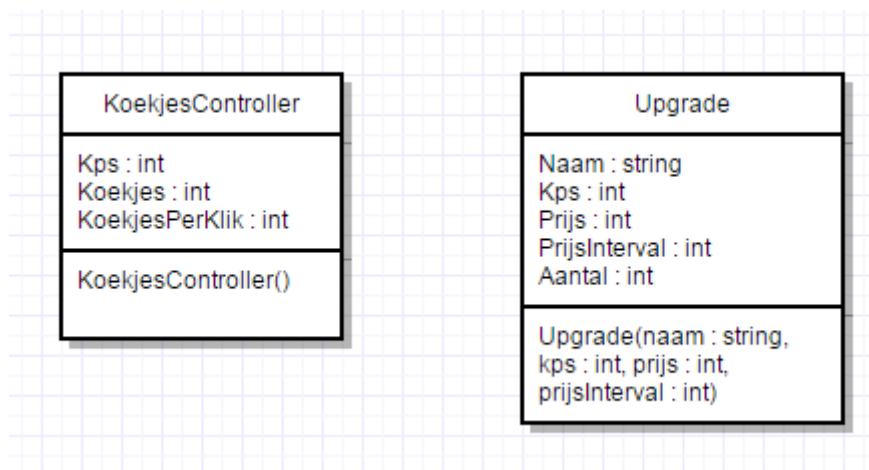 KoekjesController
Kps : int
Koekjes : int
KoekjesPerKlik : int
KoekjesController()
Upgrade
Naam : string
Kps : int
Prijs : int
PrijsInterval : int
Aantal : int
Upgrade(naam : string,
kps : int, prijs : int,
prijsInterval : int)